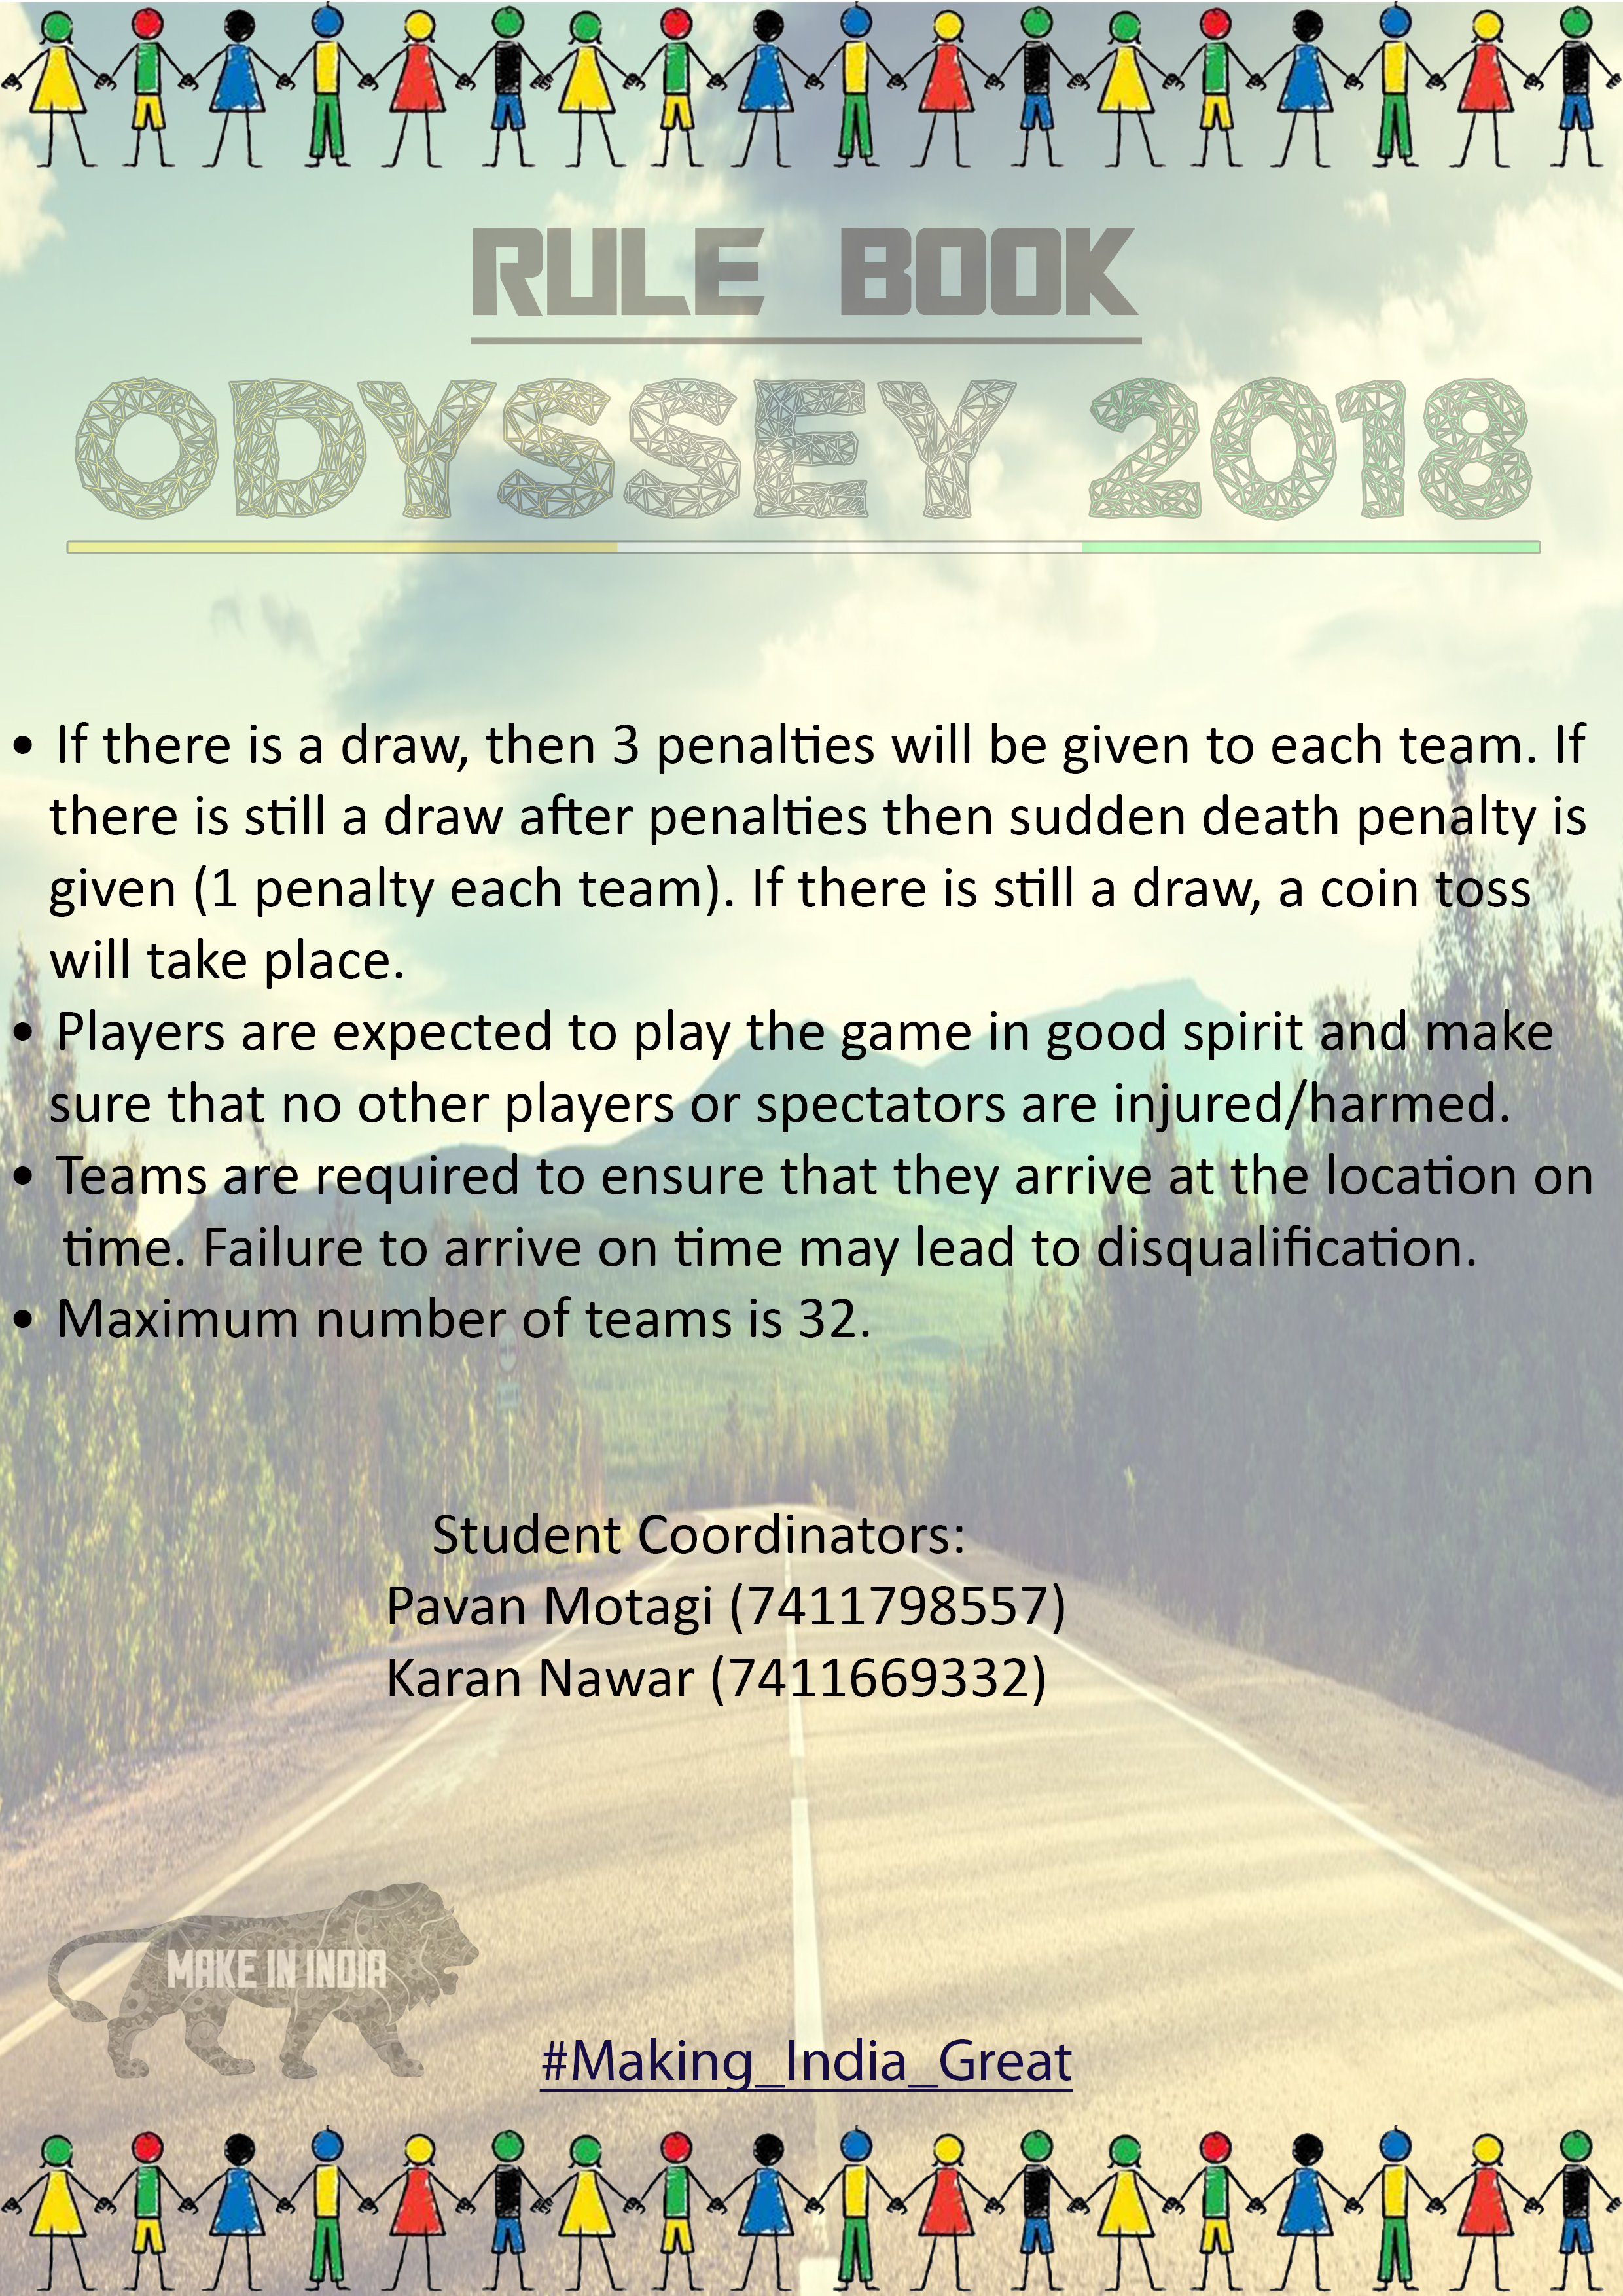 RULE BOOK
ODYSSEY 2018
• If there is a draw, then 3 penalties will be given to each team. If
there is still a draw after penalties then sudden death penalty is
given (1 penalty each team). If there is still a draw, a coin toss
will take place.
• Players are expected to play the game in good spirit and make
sure that no other players or spectators are injured/harmed.
• Teams are required to ensure that they arrive at the location on
time. Failure to arrive on time may lead to disqualification.
• Maximum number of teams is 32.
Student Coordinators:
Pavan Motagi (7411798557)
Karan Nawar (7411669332)
MAKE IN INDIA
#Making_India_Great